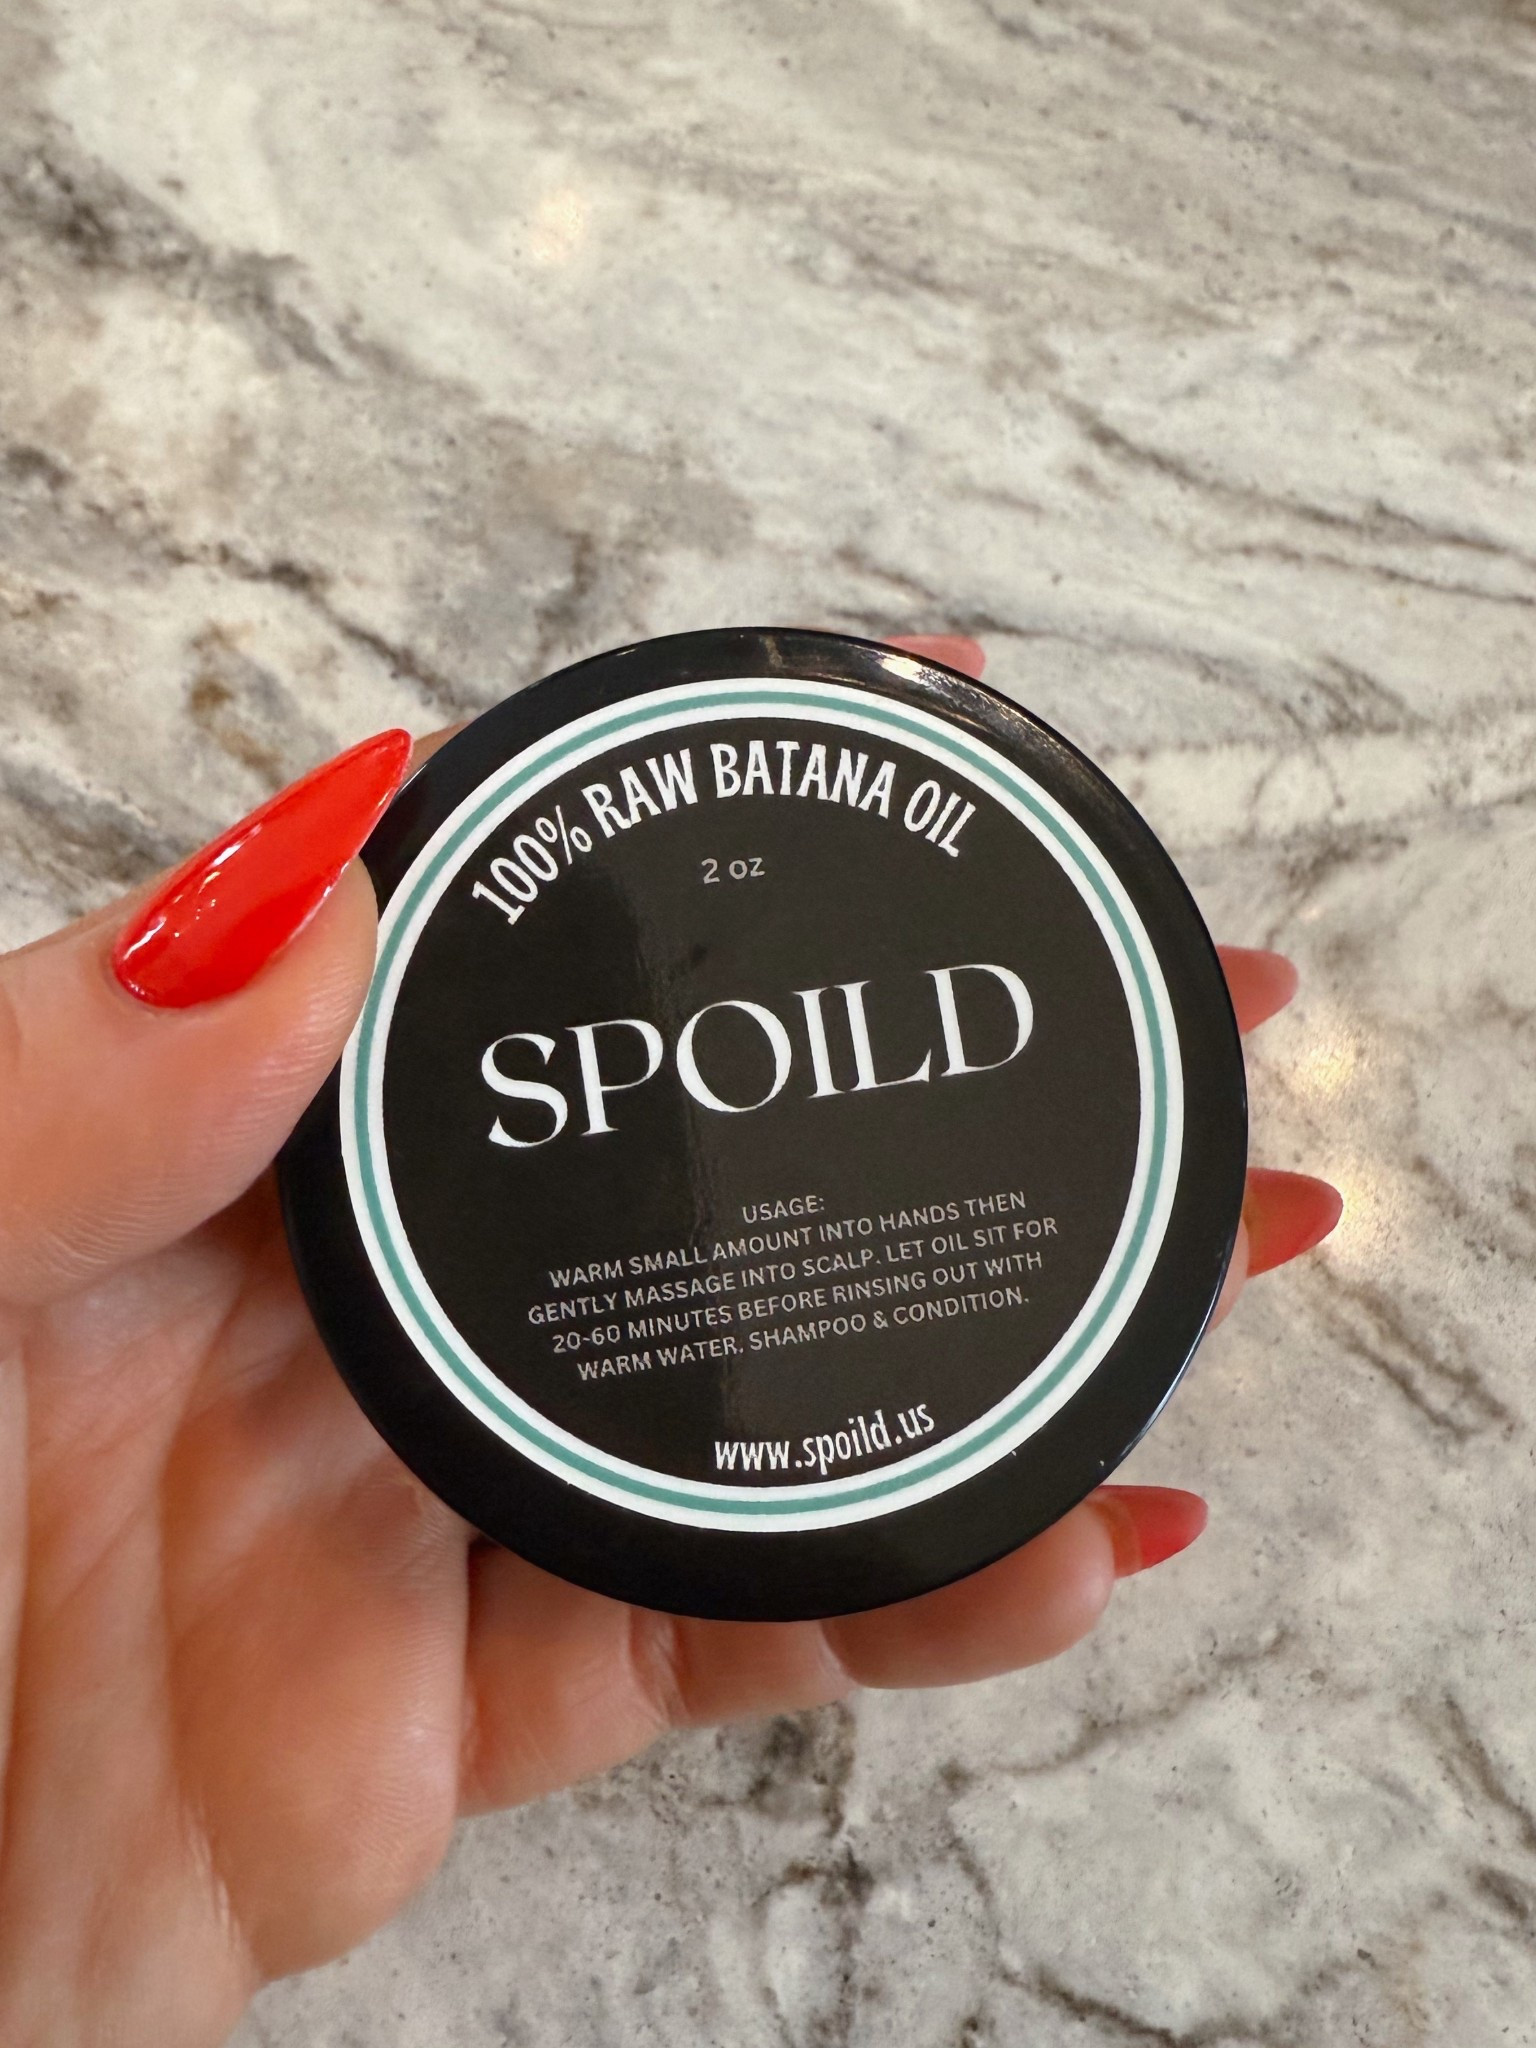 100% RAW BATANA OIL
2 oz
SPOILD
USAGE:
WARM SMALL AMOUNT INTO HANDS THEN
GENTLY MASSAGE INTO SCALP. LET OIL SIT FOR
20-60 MINUTES BEFORE RINSING OUT WITH
WARM WATER. SHAMPOO & CONDITION.
www.spoild.us